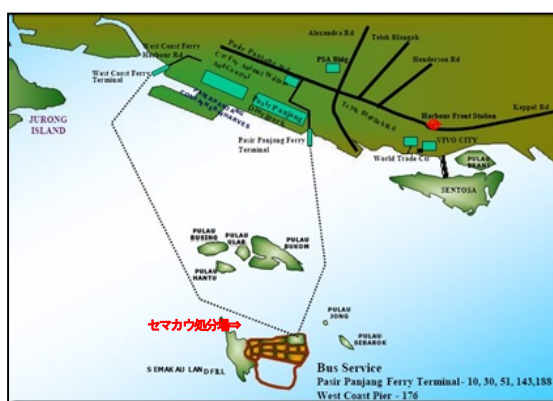 Alexandra Rd
Telok Blangah
Henderson Rd
West Coast Ferry
Harbour Rd
West Coast Ferry
Terminal
PSA Bldg
Keppel Rd
Harbour Front Station
JURONG
ISLAND
Pasir Panjang
Pasir Panjang Ferry
Terminal
VIVO CITY
World Trade Ctr
PULAU
BRANI
SENTOSA
PULAU
BUSING
PULAU
ULAR
PULAU
BUKOM
PULAU
HANTU
セマカウ処分場⇒
PULAU
JONG
PULAU
SEBAROK
SEMAKAU LANDFILL
Bus Service
Pasir Panjang Ferry Terminal - 10, 30, 51, 143,188
West Coast Pier - 176